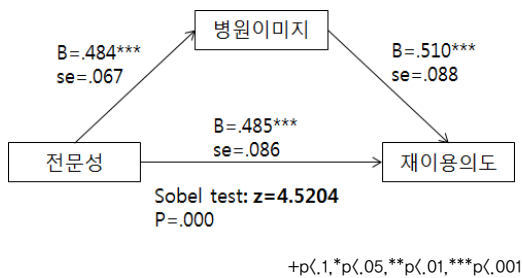 병원이미지
B=.484***
se=.067
B=.510***
se=.088
B=.485***
se=.086
전문성
재이용의도
Sobel test: z=4.5204
P=.000
+p<.1,*p<.05,**p<.01,***p<.001